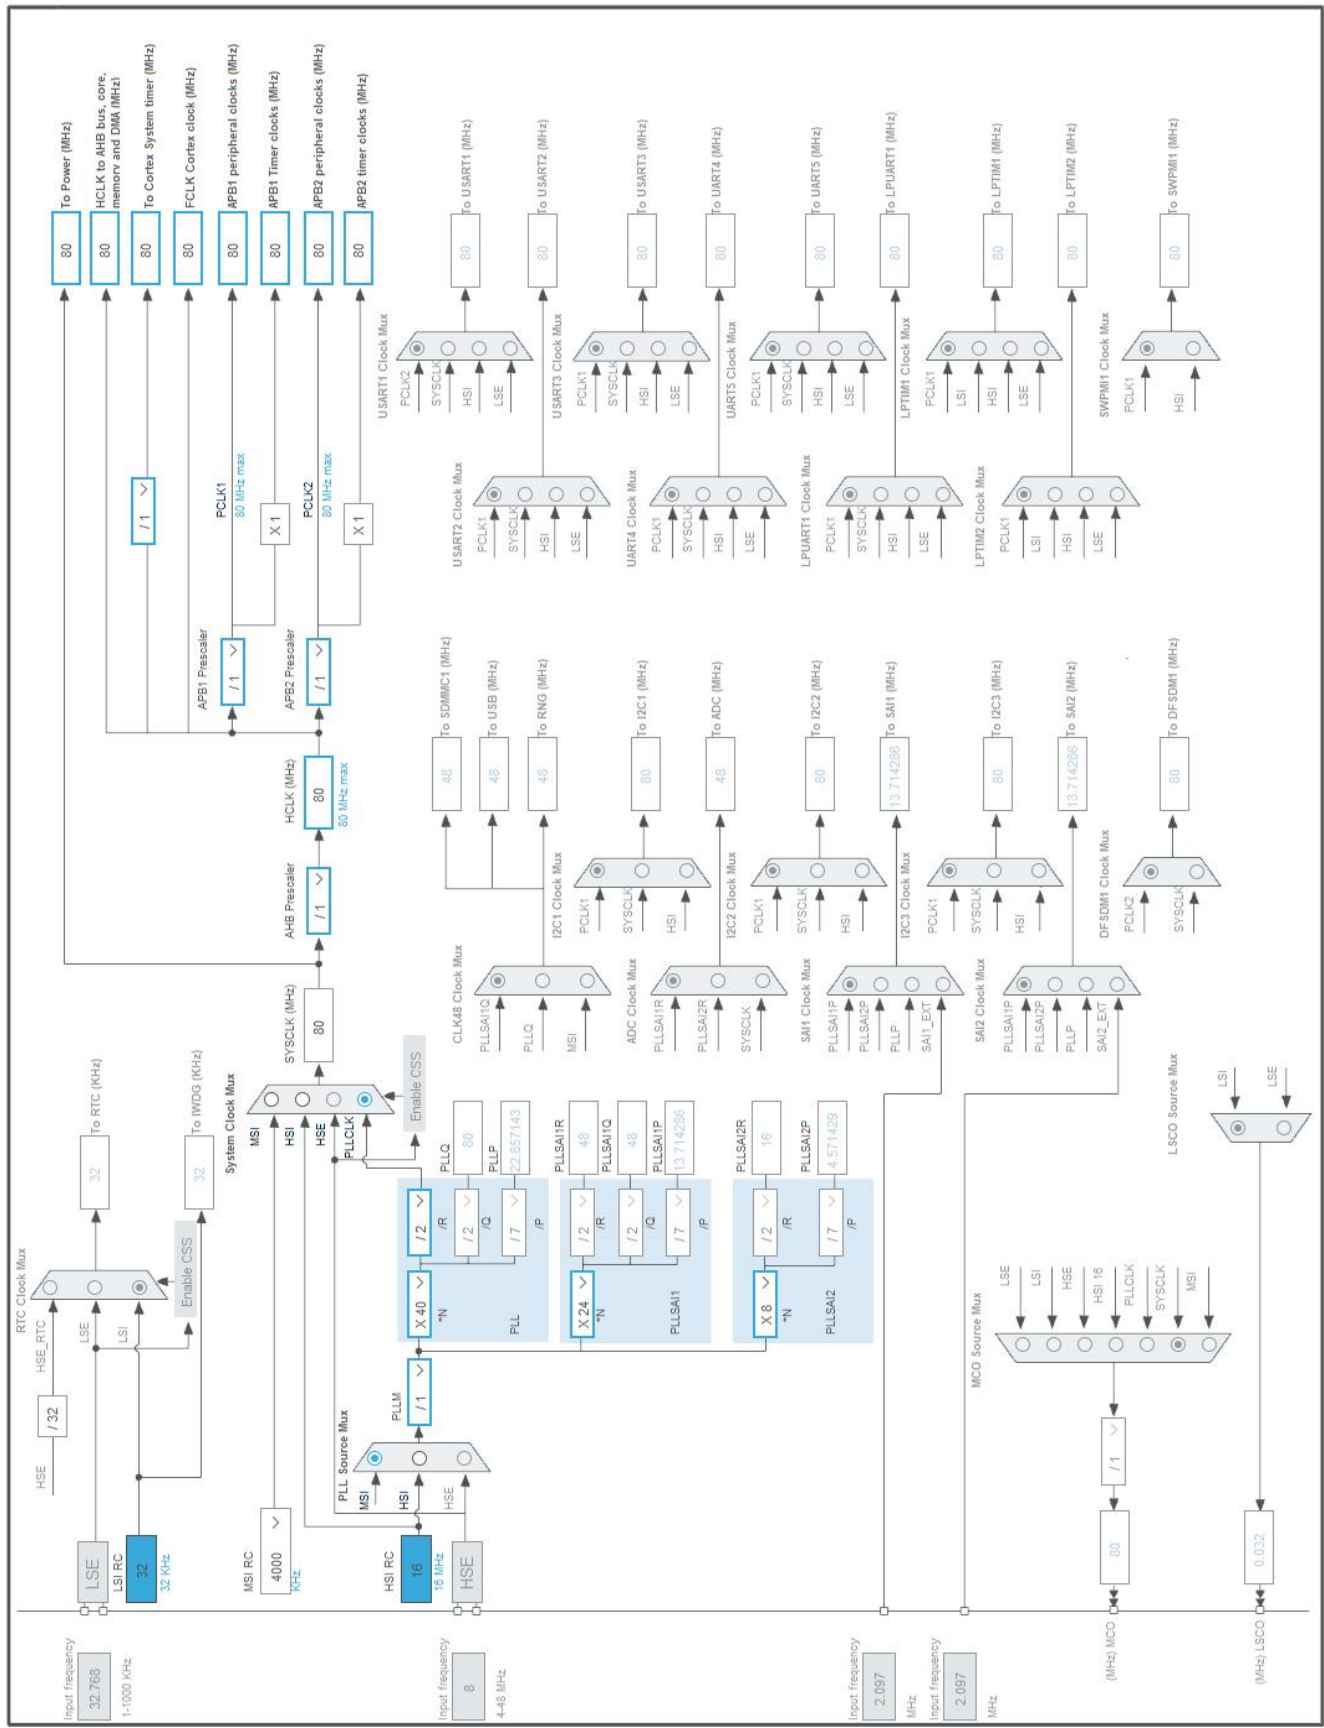 RTC Clock Mux
HSE
/ 32
HSE_RTC
Input frequency
32.768
1-1000 KHz
LSE
LSE
32
To RTC (KHz)
LSI RC
32
32 KHz
LSI
Enable CSS
32
To IWDG (KHz)
System Clock Mux
MSI RC
4000
KHz
MSI
HSI
HSE
PLLCLK
Enable CSS
SYSCLK (MHz)
80
AHB Prescaler
/ 1
HCLK (MHz)
80
80 MHz max
80
To Power (MHz)
80
HCLK to AHB bus, core,
memory and DMA (MHz)
/ 1
80
To Cortex System timer (MHz)
80
FCLK Cortex clock (MHz)
APB1 Prescaler
/ 1
PCLK1
80 MHz max
80
APB1 peripheral clocks (MHz)
X 1
80
APB1 Timer clocks (MHz)
APB2 Prescaler
/ 1
PCLK2
80 MHz max
80
APB2 peripheral clocks (MHz)
X 1
80
APB2 timer clocks (MHz)
PLL Source Mux
HSI RC
16
16 MHz
Input frequency
8
4-48 MHz
HSE
MSI
HSI
HSE
PLLM
/ 1
X 40
*N
PLL
/ 2
/R
/ 2
/Q
PLLQ
80
/ 7
/P
PLLP
22.857143
X 24
*N
PLLSAI1
/ 2
/R
PLLSAI1R
48
/ 2
/Q
PLLSAI1Q
48
/ 7
/P
PLLSAI1P
13.714286
X 8
*N
PLLSAI2
/ 2
/R
PLLSAI2R
16
/ 7
/P
PLLSAI2P
4.571429
CLK48 Clock Mux
PLLSAI1Q
PLLQ
MSI
48
To SDMMC1 (MHz)
48
To USB (MHz)
48
To RNG (MHz)
I2C1 Clock Mux
PCLK1
SYSCLK
HSI
80
To I2C1 (MHz)
ADC Clock Mux
PLLSAI1R
PLLSAI2R
SYSCLK
48
To ADC (MHz)
I2C2 Clock Mux
PCLK1
SYSCLK
HSI
80
To I2C2 (MHz)
SAI1 Clock Mux
PLLSAI1P
PLLSAI2P
PLLP
SAI1_EXT
13.714286
To SAI1 (MHz)
I2C3 Clock Mux
PCLK1
SYSCLK
HSI
80
To I2C3 (MHz)
SAI2 Clock Mux
PLLSAI1P
PLLSAI2P
PLLP
SAI2_EXT
13.714286
To SAI2 (MHz)
DFSDM1 Clock Mux
PCLK2
SYSCLK
80
To DFSDM1 (MHz)
USART1 Clock Mux
PCLK2
SYSCLK
HSI
LSE
80
To USART1 (MHz)
USART2 Clock Mux
PCLK1
SYSCLK
HSI
LSE
80
To USART2 (MHz)
USART3 Clock Mux
PCLK1
SYSCLK
HSI
LSE
80
To USART3 (MHz)
UART4 Clock Mux
PCLK1
SYSCLK
HSI
LSE
80
To UART4 (MHz)
UART5 Clock Mux
PCLK1
SYSCLK
HSI
LSE
80
To UART5 (MHz)
LPUART1 Clock Mux
PCLK1
SYSCLK
HSI
LSE
80
To LPUART1 (MHz)
LPTIM1 Clock Mux
PCLK1
LSI
HSI
LSE
80
To LPTIM1 (MHz)
LPTIM2 Clock Mux
PCLK1
LSI
HSI
LSE
80
To LPTIM2 (MHz)
SWPMI1 Clock Mux
PCLK1
HSI
80
To SWPMI1 (MHz)
Input frequency
2.097
MHz
Input frequency
2.097
MHz
MCO Source Mux
LSE
LSI
HSE
HSI 16
PLLCLK
SYSCLK
MSI
/ 1
80
(MHz) MCO
LSCO Source Mux
LSI
LSE
0.032
(MHz) LSCO